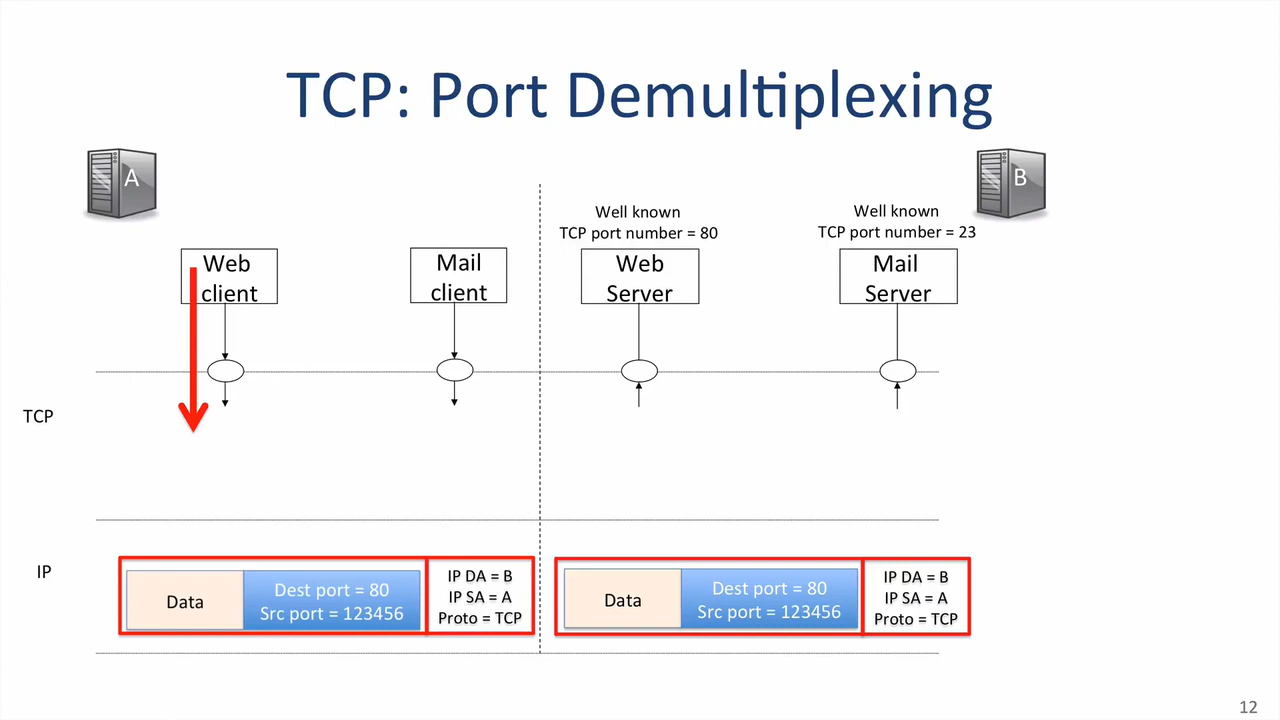 TCP: Port Demultiplexing
A
B
Well known
TCP port number = 80
Well known
TCP port number = 23
Web
client
Mail
client
Web
Server
Mail
Server
TCP
IP
Data
Dest port = 80
Src port = 123456
IP DA = B
IP SA = A
Proto = TCP
Data
Dest port = 80
Src port = 123456
IP DA = B
IP SA = A
Proto = TCP
12